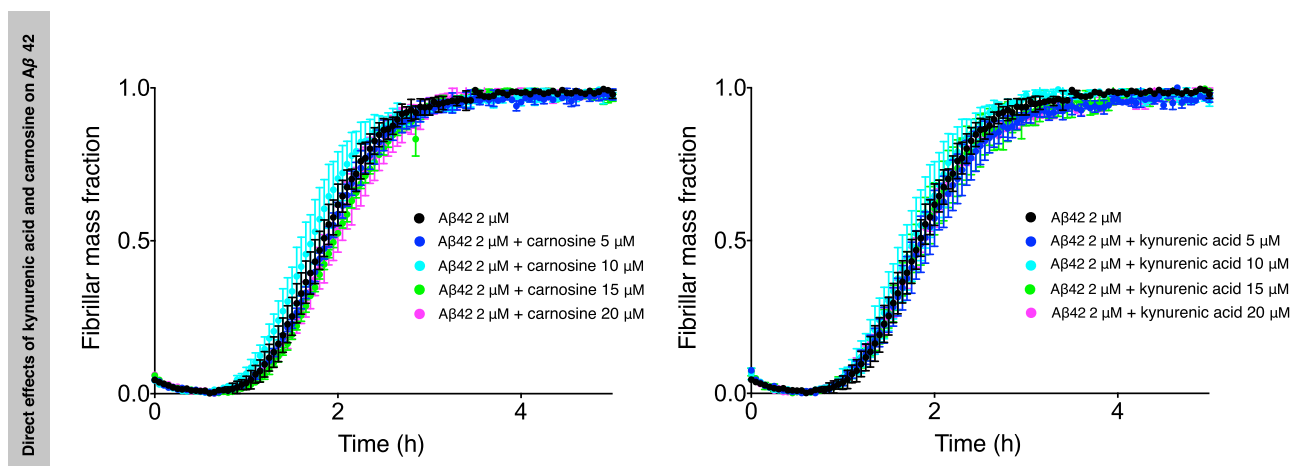 Direct effects of kynurenic acid and carnosine on Aβ 42
Fibrillar mass fraction
1.0
0.5
0.0
0
2
4
Time (h)
Aβ42 2 μM
Aβ42 2 μM + carnosine 5 μM
Aβ42 2 μM + carnosine 10 μM
Aβ42 2 μM + carnosine 15 μM
Aβ42 2 μM + carnosine 20 μM
Fibrillar mass fraction
1.0
0.5
0.0
0
2
4
Time (h)
Aβ42 2 μM
Aβ42 2 μM + kynurenic acid 5 μM
Aβ42 2 μM + kynurenic acid 10 μM
Aβ42 2 μM + kynurenic acid 15 μM
Aβ42 2 μM + kynurenic acid 20 μM